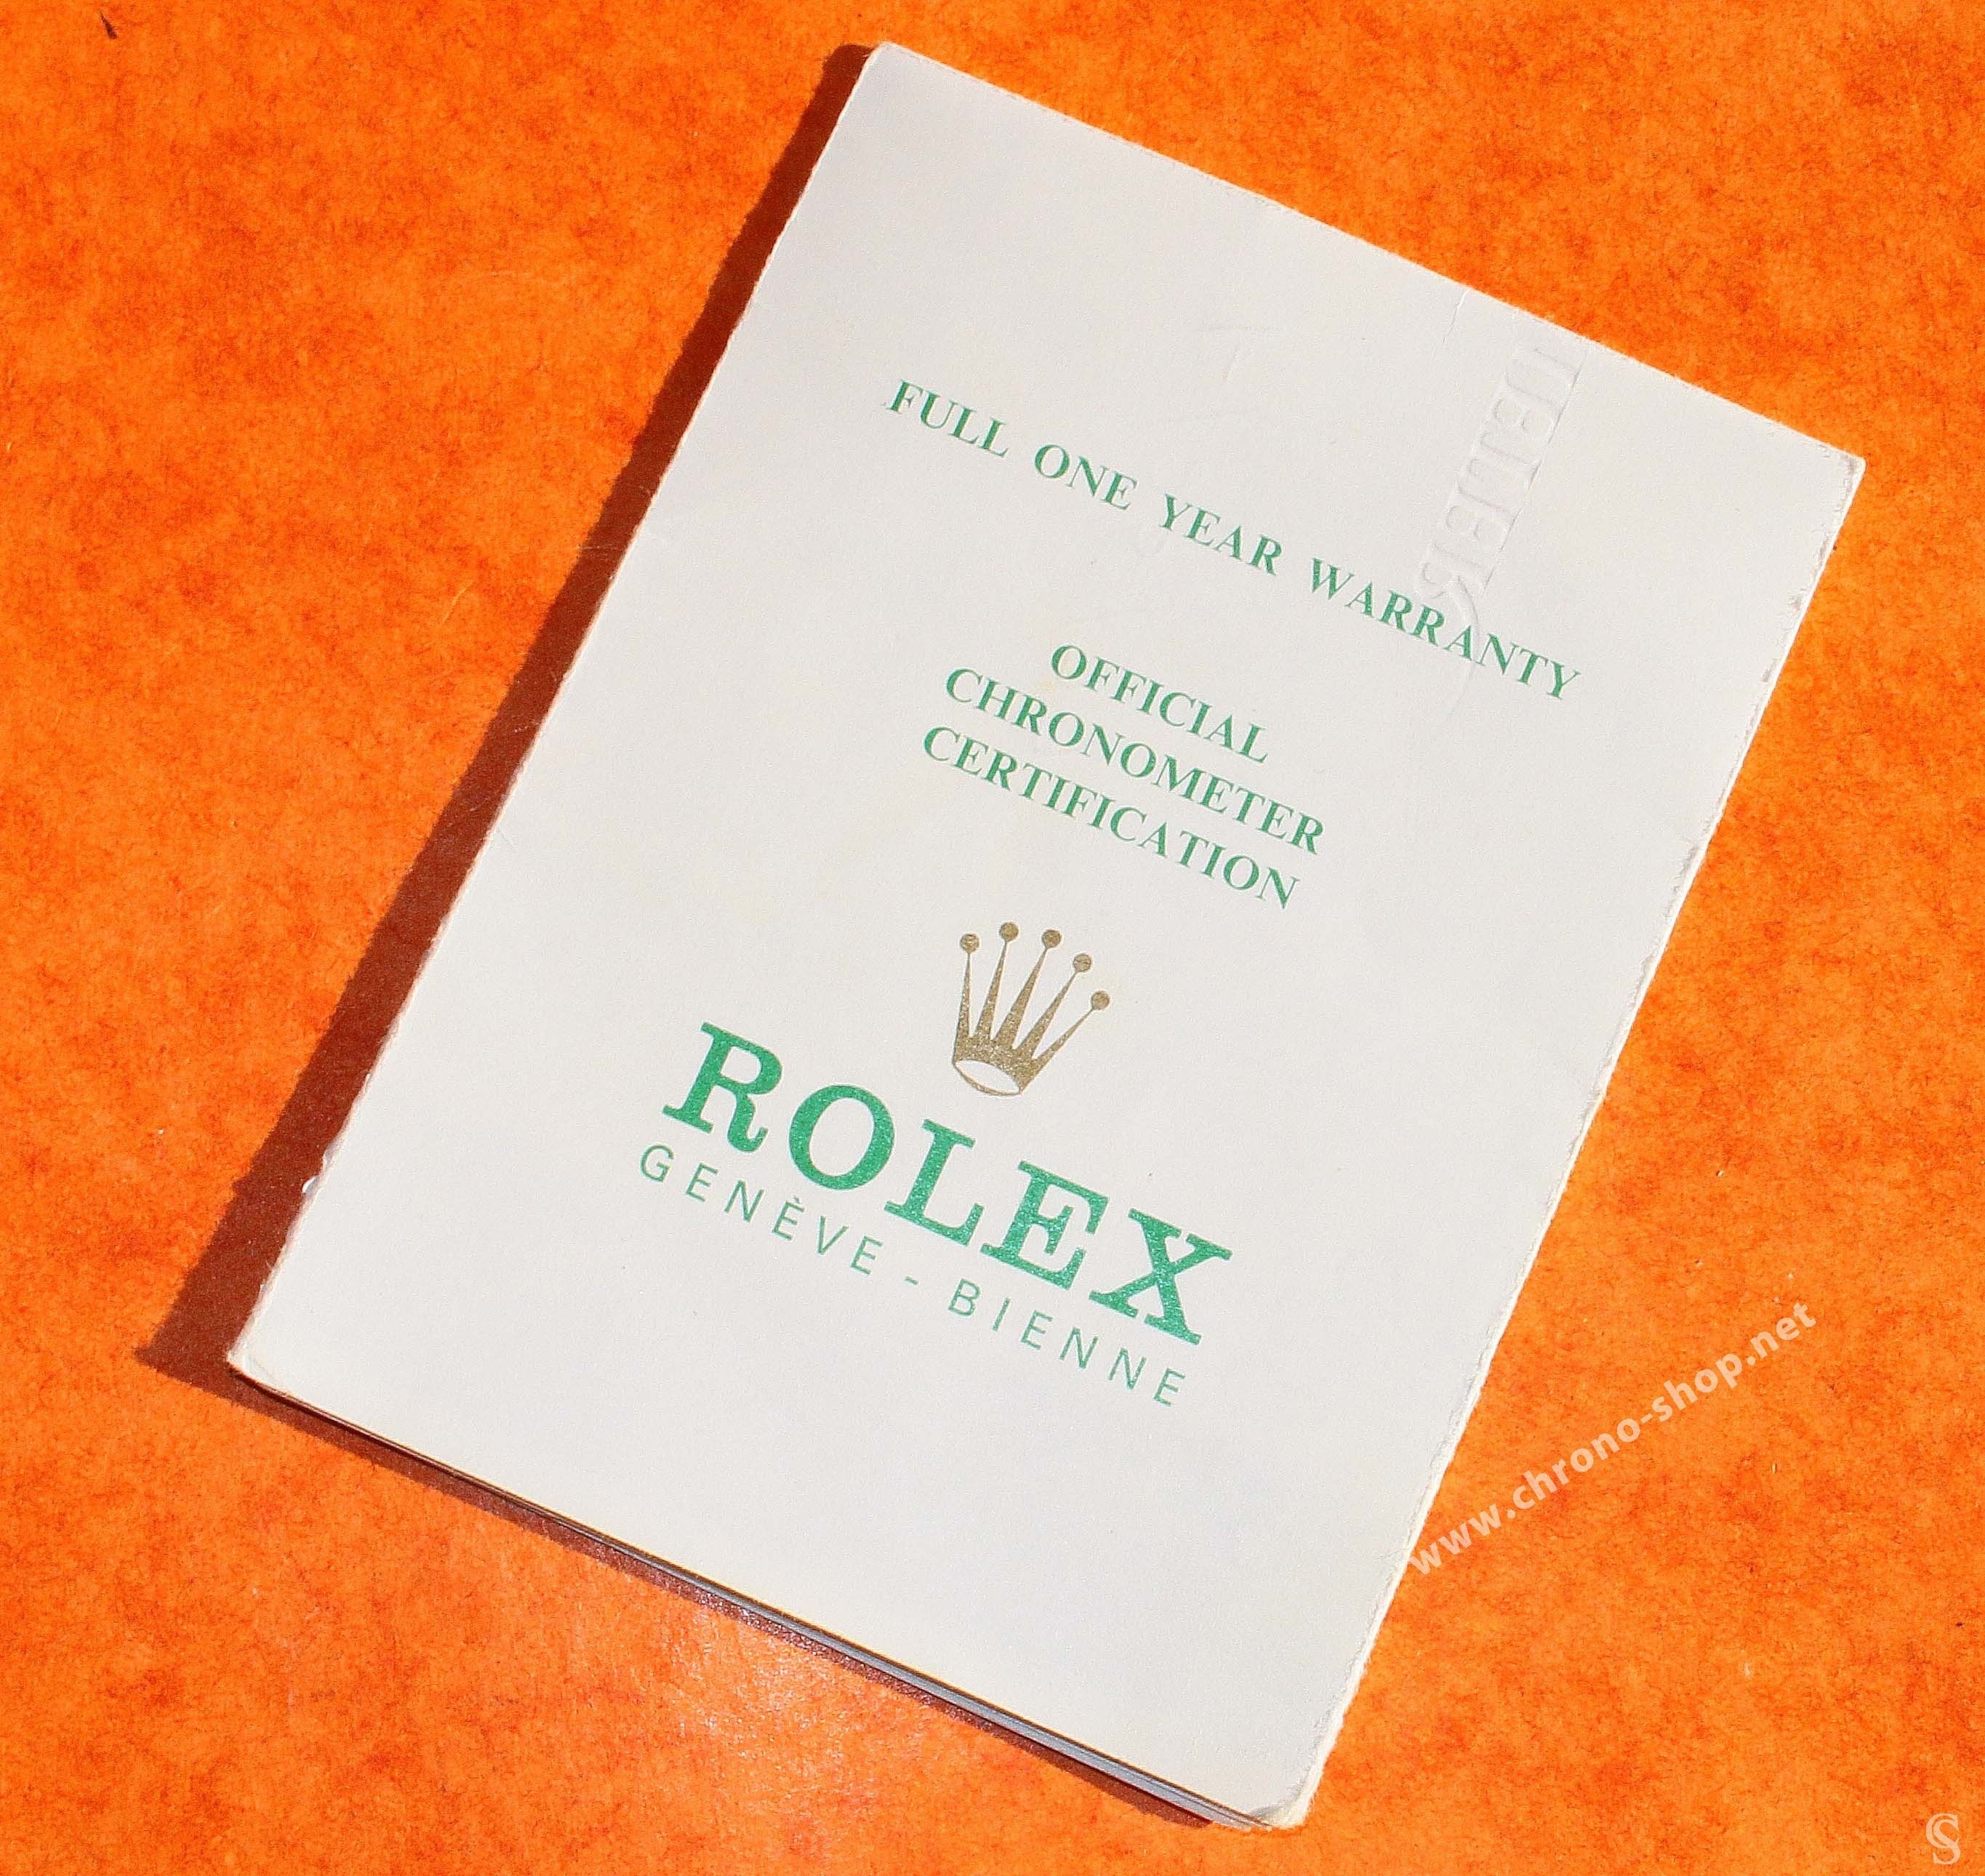 FULL ONE YEAR WARRANTY
OFFICIAL
CHRONOMETER
CERTIFICATION
ROLEX
GENÈVE - BIENNE
www.chrono-shop.net